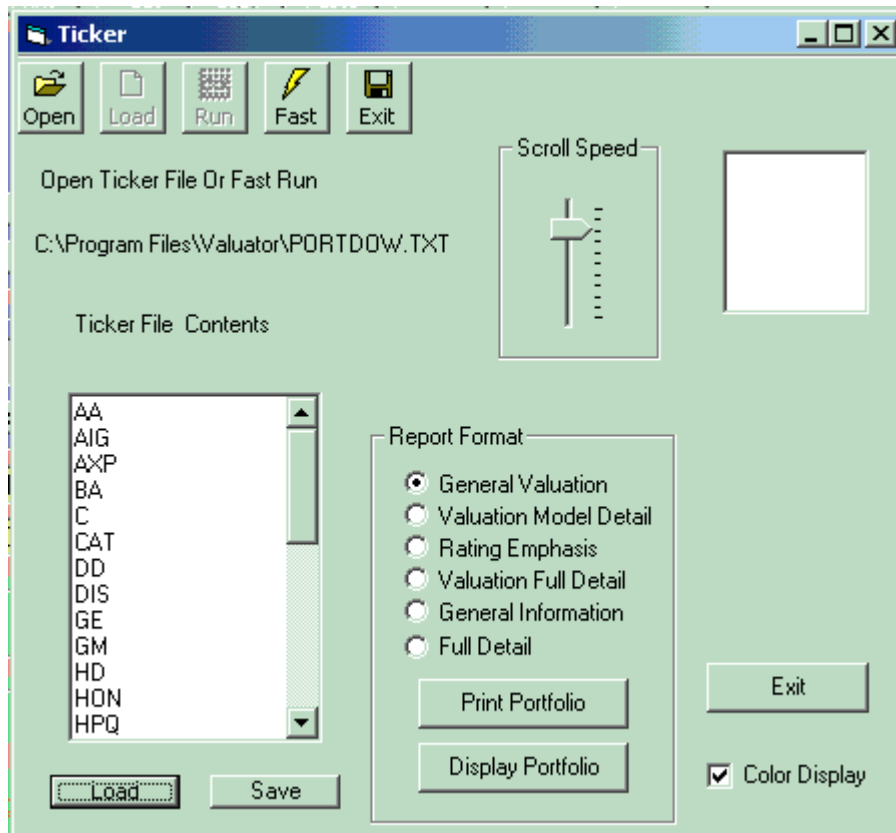 Ticker
Open Load Run Fast Exit
Scroll Speed
Open Ticker File Or Fast Run
C:\Program Files\Valuator\PORTDOW.TXT
Ticker File Contents
AA
AIG
AXP
BA
C
CAT
DD
DIS
GE
GM
HD
HON
HPQ
Load
Save
Report Format
General Valuation
Valuation Model Detail
Rating Emphasis
Valuation Full Detail
General Information
Full Detail
Print Portfolio
Display Portfolio
Exit
Color Display